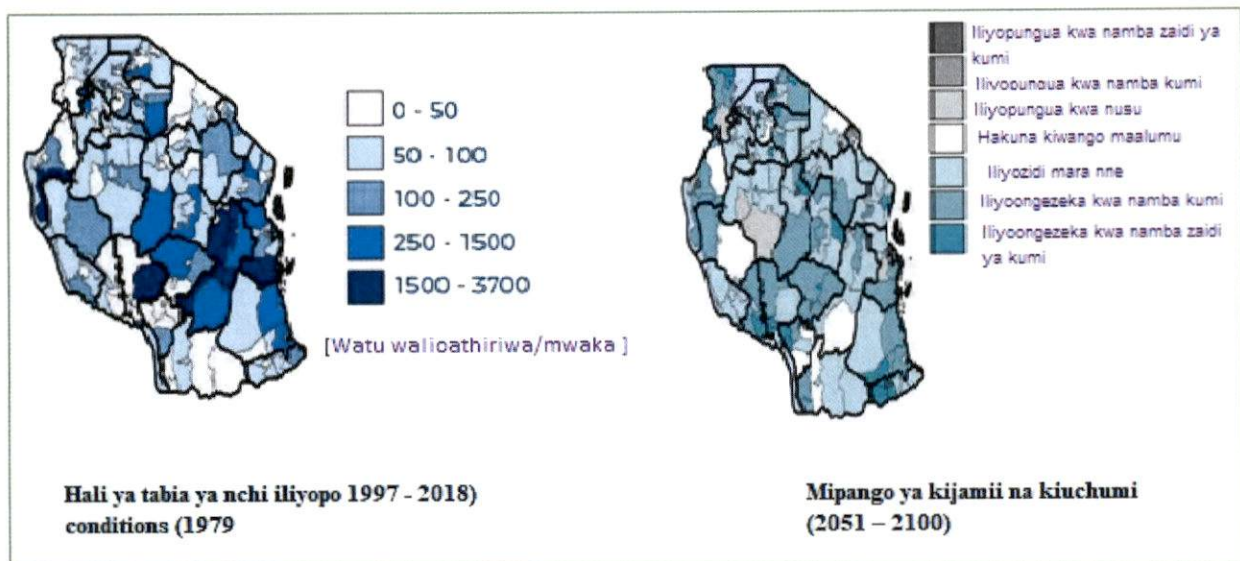 0 - 50
50 - 100
100 - 250
250 - 1500
1500 - 3700
[Watu walioathiriwa/mwaka ]
Iliyopungua kwa namba zaidi ya
kumi
Iliyopungua kwa namba kumi
Iliyopungua kwa nusu
Hakuna kiwango maalumu
Iliyozidi mara nne
Iliyoongezeka kwa namba kumi
Iliyoongezeka kwa namba zaidi
ya kumi
Hali ya tabia ya nchi iliyopo 1997 - 2018)
conditions (1979
Mipango ya kijamii na kiuchumi
(2051 – 2100)